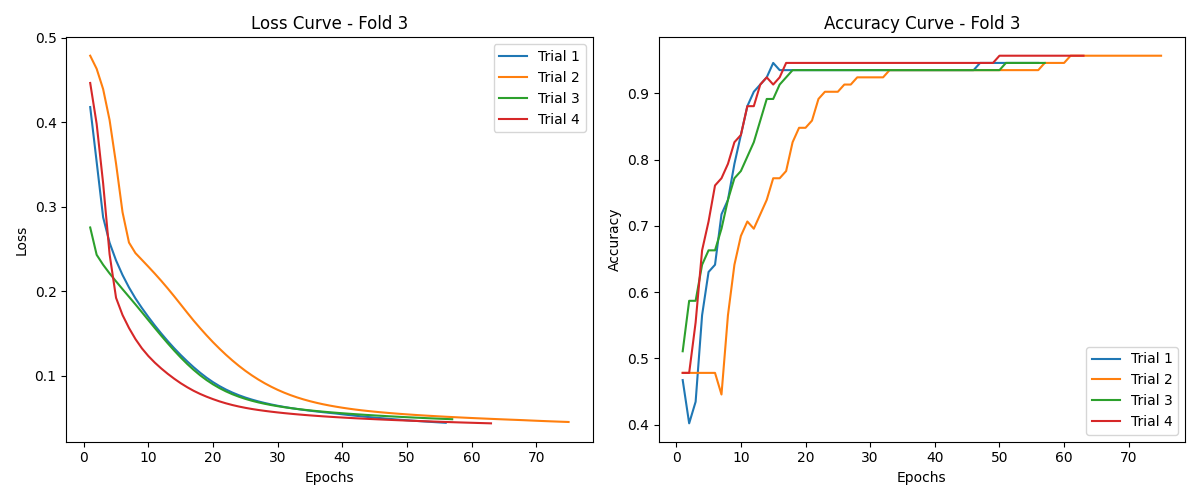 Loss Curve - Fold 3
0.5
0.4
0.3
0.2
0.1
Loss
0 10 20 30 40 50 60 70
Epochs
Trial 1
Trial 2
Trial 3
Trial 4
Accuracy Curve - Fold 3
0.9
0.8
0.7
0.6
0.5
0.4
Accuracy
0 10 20 30 40 50 60 70
Epochs
Trial 1
Trial 2
Trial 3
Trial 4